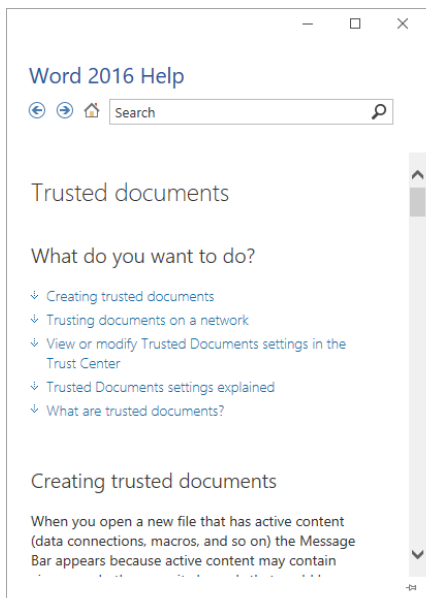 Word 2016 Help
Search
Trusted documents
What do you want to do?
Creating trusted documents
Trusting documents on a network
View or modify Trusted Documents settings in the
Trust Center
Trusted Documents settings explained
What are trusted documents?
Creating trusted documents
When you open a new file that has active content
(data connections, macros, and so on) the Message
Bar appears because active content may contain